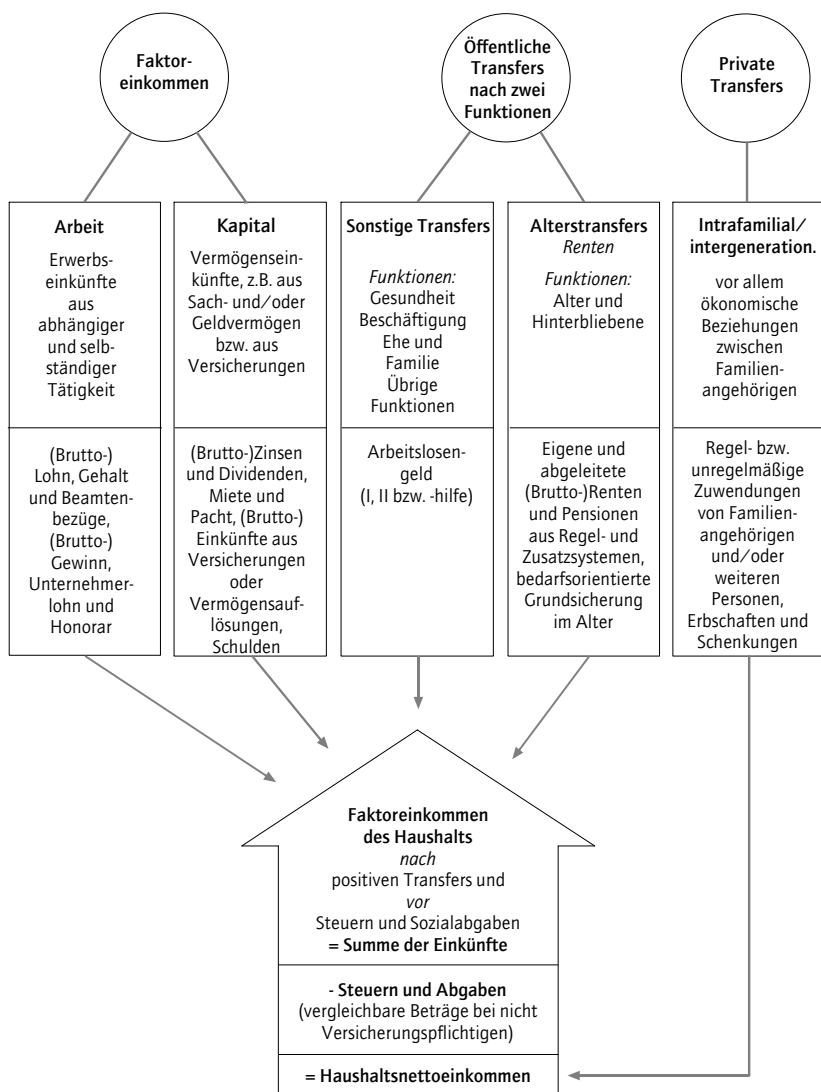 Faktor-
einkommen
Öffentliche
Transfers
nach zwei
Funktionen
Private
Transfers
Arbeit
Erwerbs-
einkünfte
aus
abhängiger
und selb-
ständiger
Tätigkeit
Kapital
Vermögensein-
künfte, z.B. aus
Sach- und/oder
Geldvermögen
bzw. aus
Versicherungen
Sonstige Transfers
Funktionen:
Gesundheit
Beschäftigung
Ehe und
Familie
Übrige
Funktionen
Alterstransfers
Renten
Funktionen:
Alter und
Hinterbliebene
Intrafamilial/
intergeneration.
vor allem
ökonomische
Beziehungen
zwischen
Familien-
angehörigen
(Brutto-)
Lohn, Gehalt
und Beamten-
bezüge,
(Brutto-)
Gewinn,
Unternehmer-
lohn und
Honorar
(Brutto-)Zinsen
und Dividenden,
Miete und
Pacht, (Brutto-)
Einkünfte aus
Versicherungen
oder
Vermögensauf-
lösungen,
Schulden
Arbeitslosen-
geld
(I, II bzw. -hilfe)
Eigene und
abgeleitete
(Brutto-)Renten
und Pensionen
aus Regel- und
Zusatzsystemen,
bedarfsorientierte
Grundsicherung
im Alter
Regel- bzw.
unregelmäßige
Zuwendungen
von Familien-
angehörigen
und/oder
weiteren
Personen,
Erbschaften und
Schenkungen
Faktoreinkommen
des Haushalts
nach
positiven Transfers und
vor
Steuern und Sozialabgaben
= Summe der Einkünfte
- Steuern und Abgaben
(vergleichbare Beträge bei nicht
Versicherungspflichtigen)
= Haushaltsnettoeinkommen